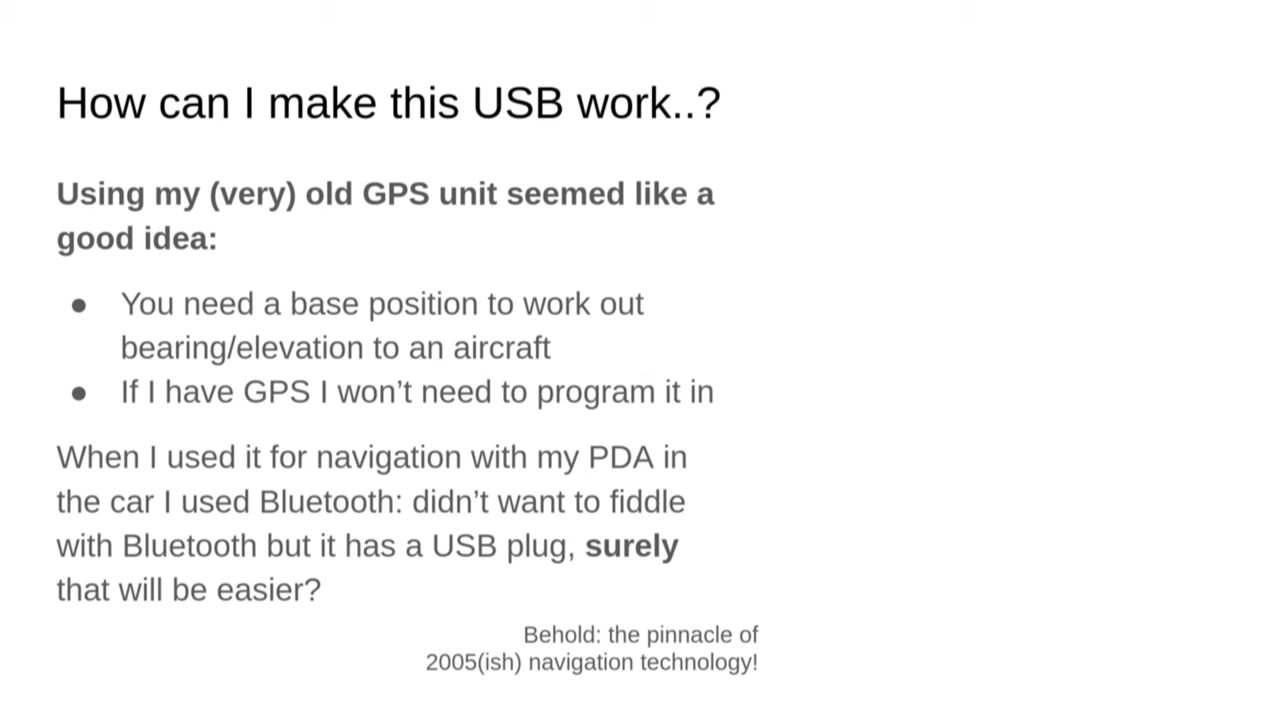 How can I make this USB work..?
Using my (very) old GPS unit seemed like a
good idea:
● You need a base position to work out
bearing/elevation to an aircraft
● If I have GPS I won’t need to program it in
When I used it for navigation with my PDA in
the car I used Bluetooth: didn’t want to fiddle
with Bluetooth but it has a USB plug, surely
that will be easier?
Behold: the pinnacle of
2005(ish) navigation technology!